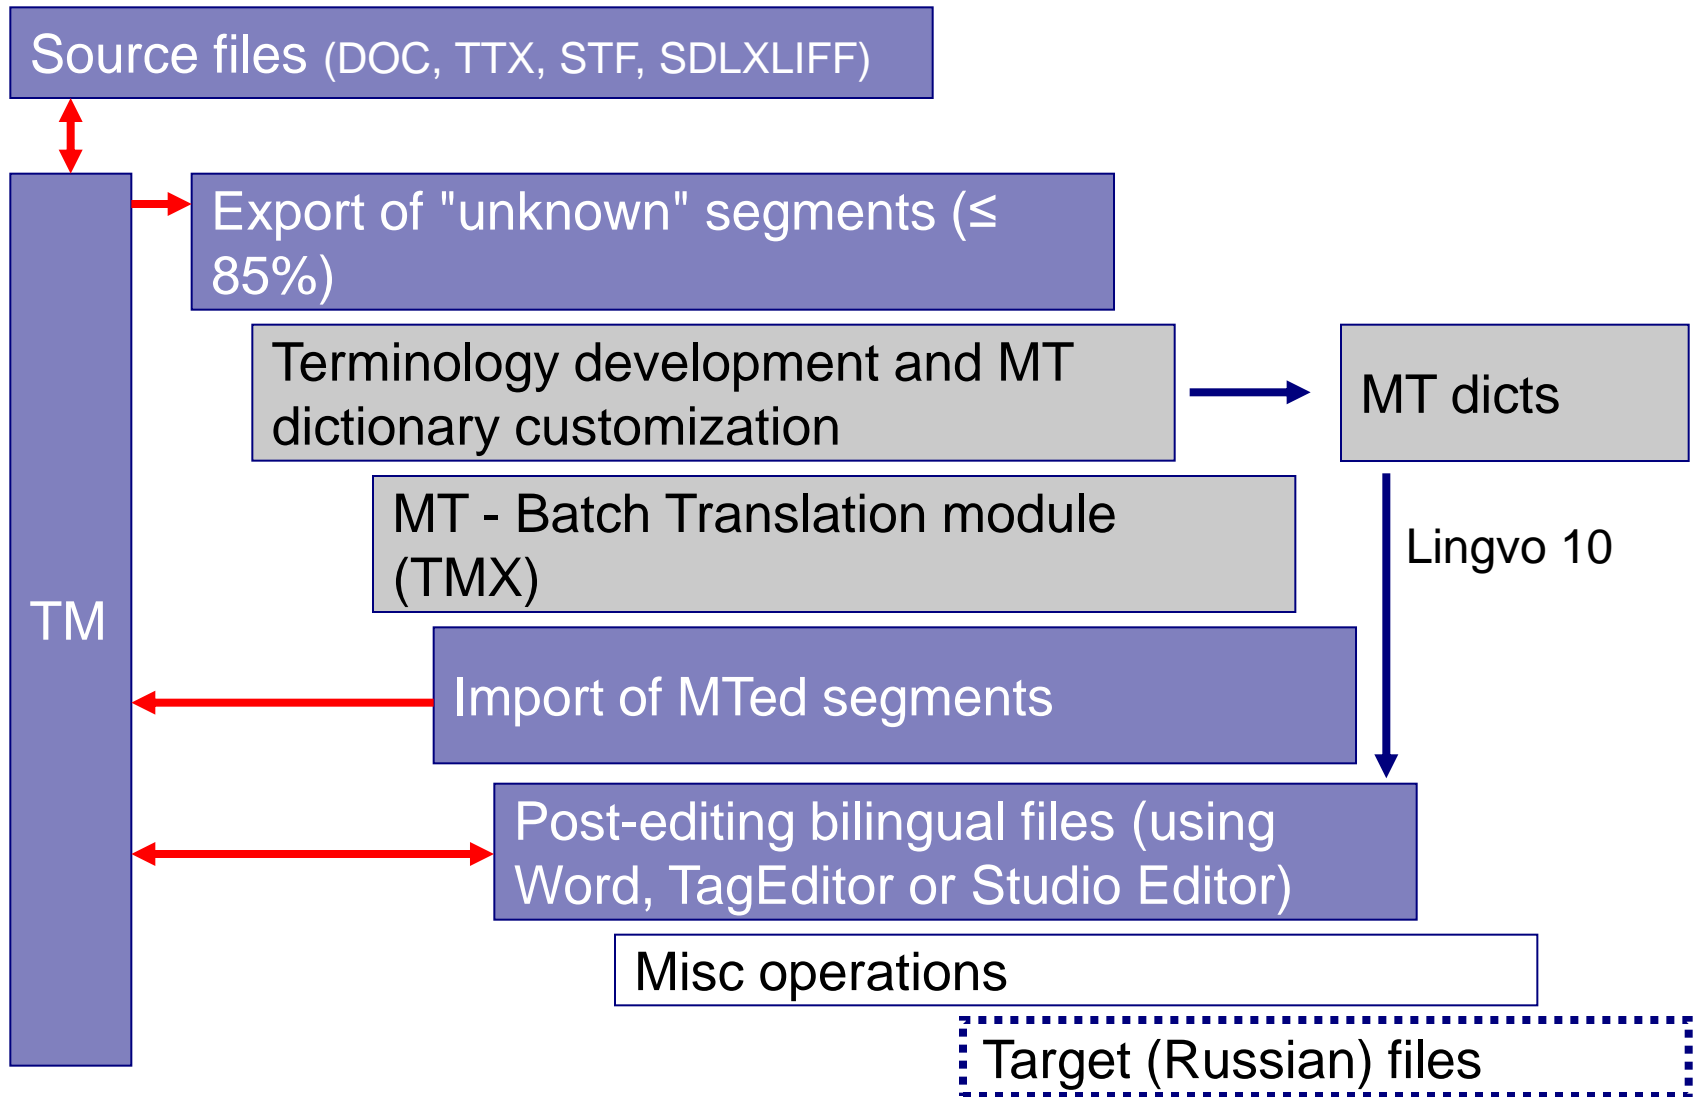 Source files (DOC, TTX, STF, SDLXLIFF)
Export of "unknown" segments (≤
85%)
Terminology development and MT
dictionary customization
MT dicts
MT - Batch Translation module
(TMX)
Lingvo 10
TM
Import of MTed segments
Post-editing bilingual files (using
Word, TagEditor or Studio Editor)
Misc operations
Target (Russian) files